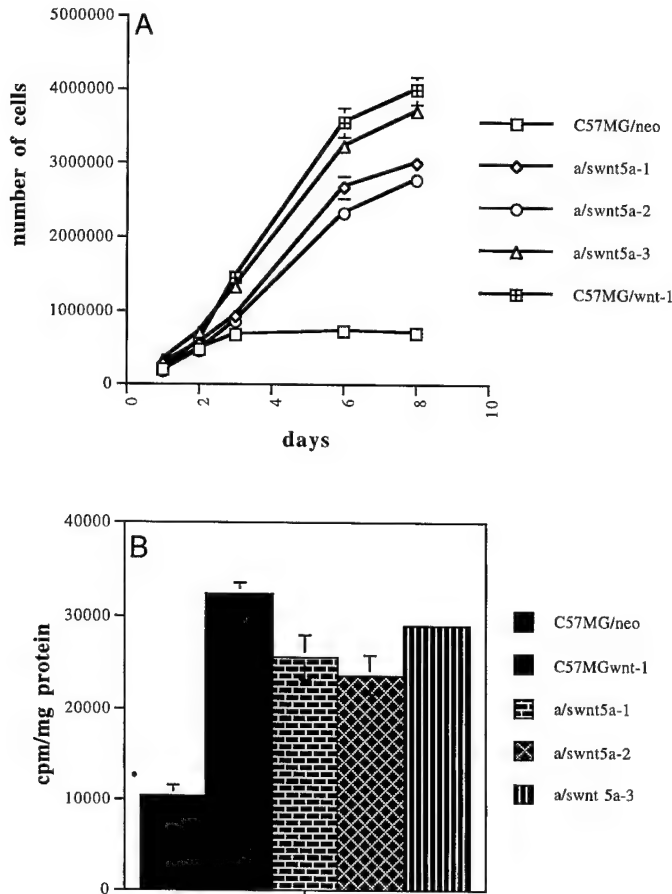 A
5000000
4000000
3000000
2000000
1000000
0
number of cells
0
2
4
6
8
10
days
C57MG/neo
a/swnt5a-1
a/swnt5a-2
a/swnt5a-3
C57MG/wnt-1
B
40000
30000
20000
10000
0
cpm/mg protein
C57MG/neo
C57MGwnt-1
a/swnt5a-1
a/swnt5a-2
a/swnt 5a-3